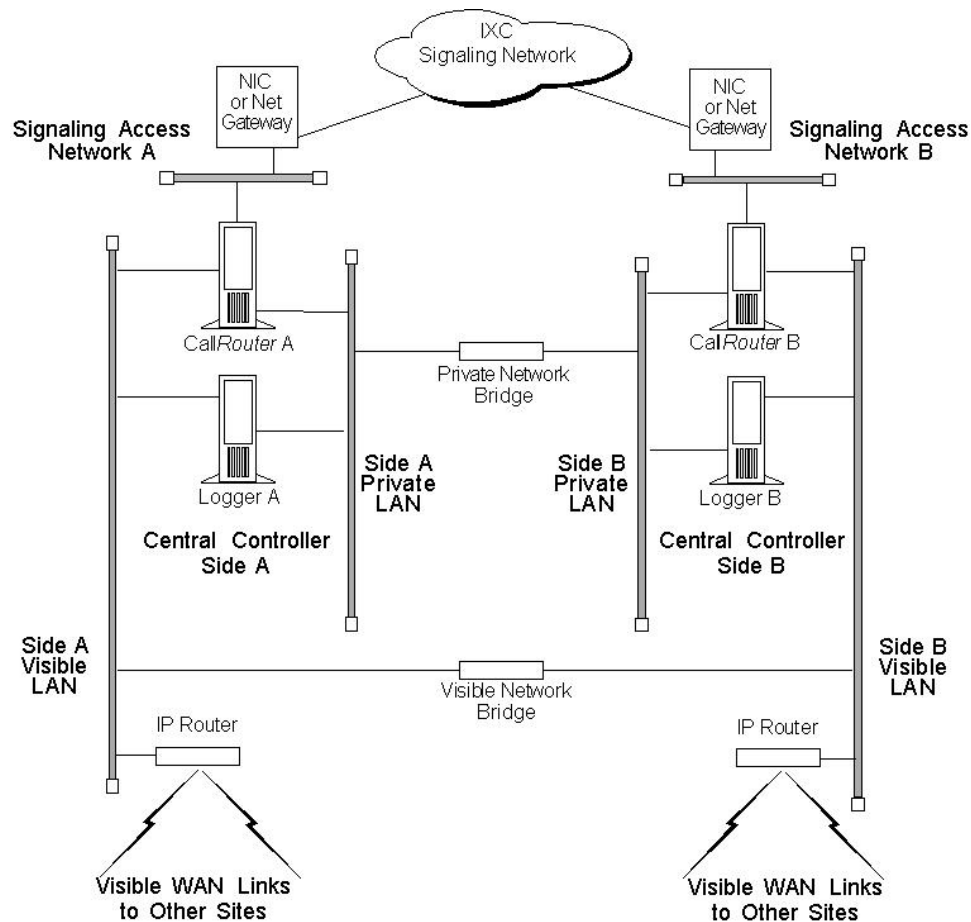 IXC
Signaling Network
NIC
or Net
Gateway
NIC
or Net
Gateway
Signaling Access
Network A
Signaling Access
Network B
CallRouter A
CallRouter B
Private Network
Bridge
Logger A
Logger B
Side A
Private
LAN
Side B
Private
LAN
Central Controller
Side A
Central Controller
Side B
Side A
Visible
LAN
Side B
Visible
LAN
Visible Network
Bridge
IP Router
IP Router
Visible WAN Links
to Other Sites
Visible WAN Links
to Other Sites